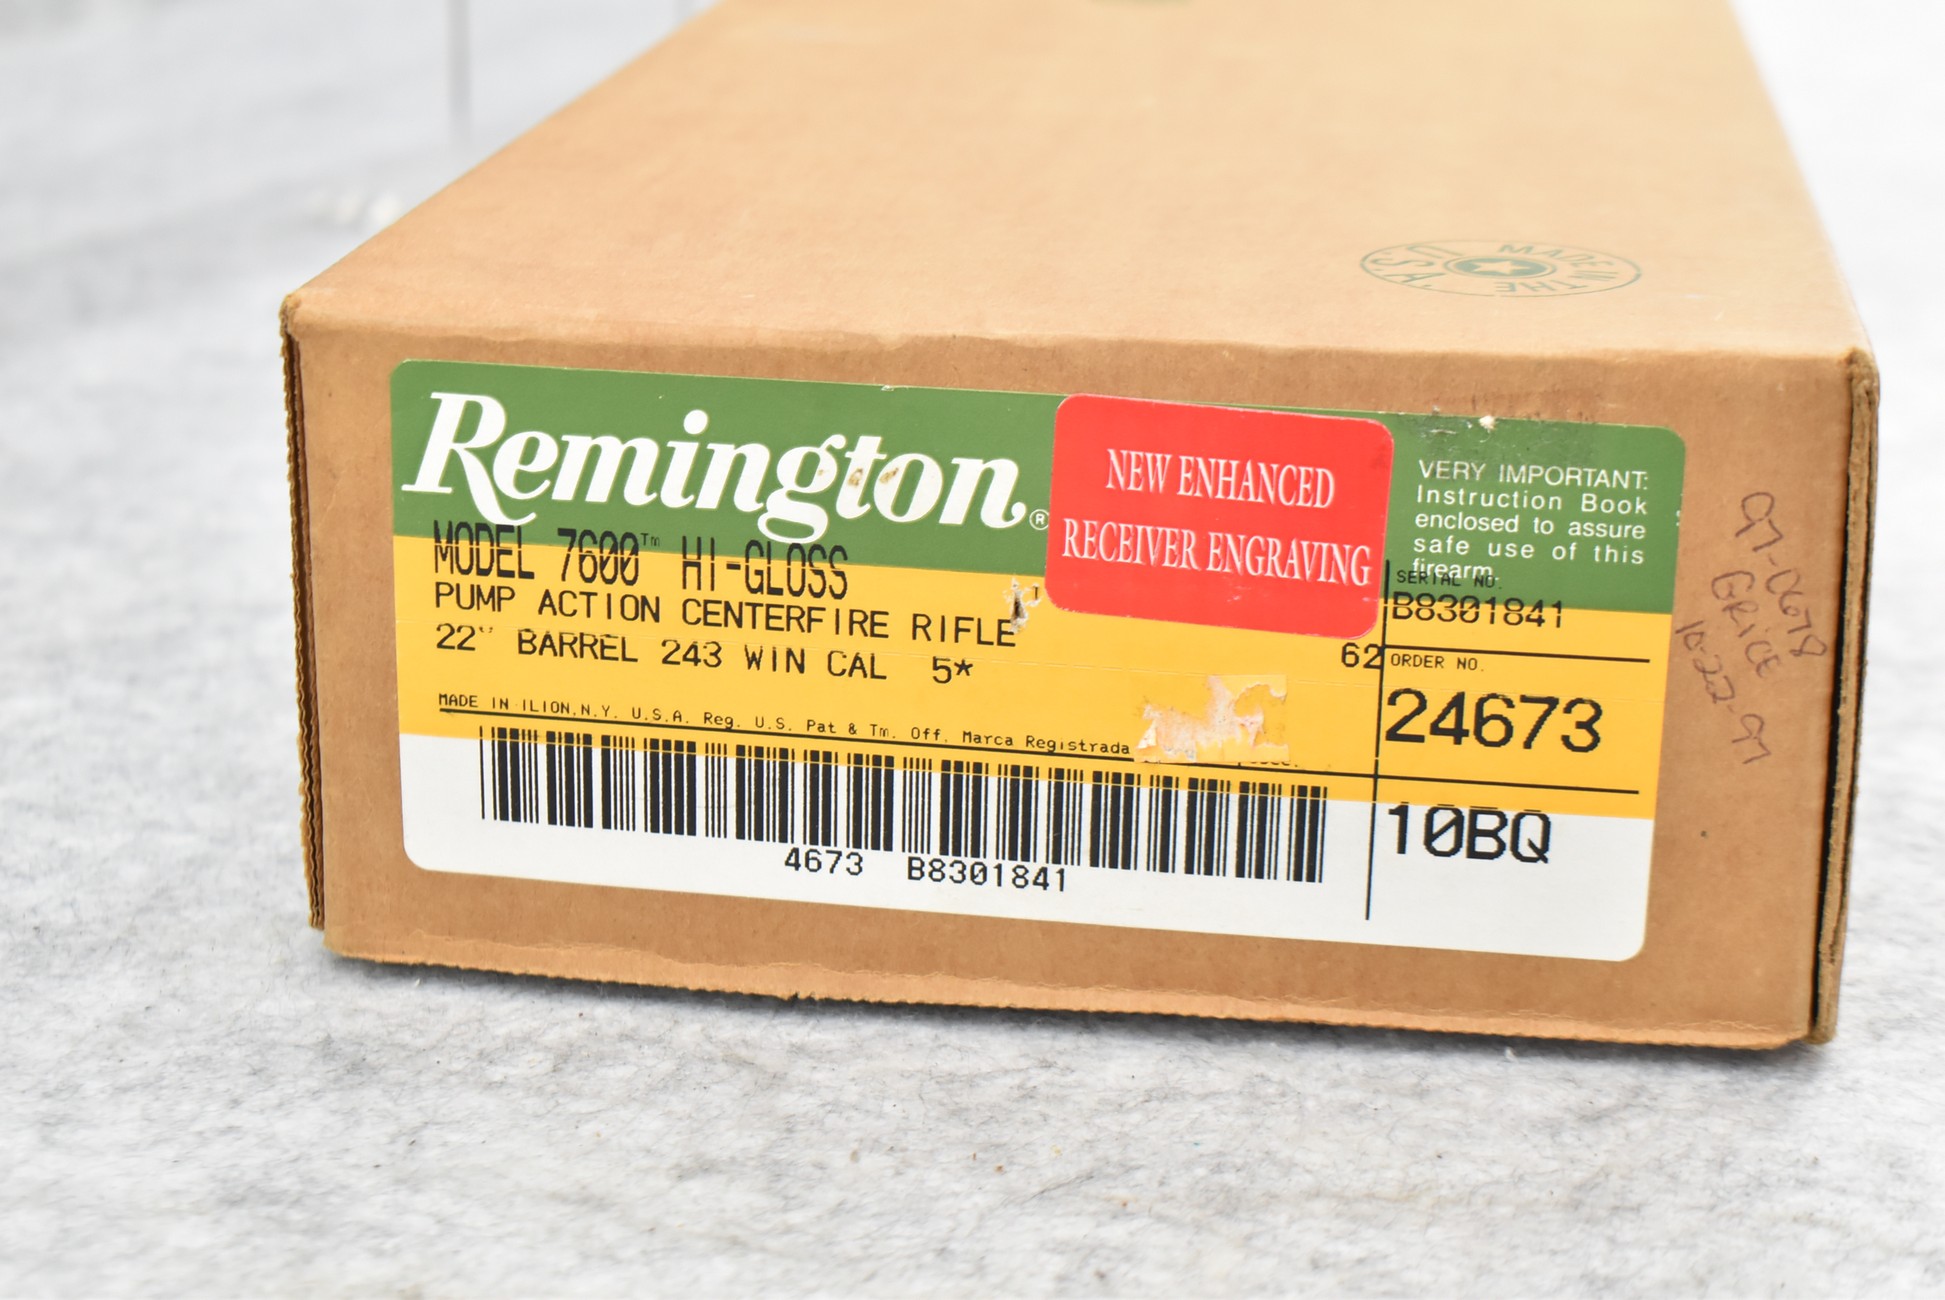 MADE IN THE U.S.A.
Remington®
NEW ENHANCED
RECEIVER ENGRAVING
VERY IMPORTANT:
Instruction Book
enclosed to assure
safe use of this
firearm.
MODEL 7600™ HI-GLOSS
PUMP ACTION CENTERFIRE RIFLE
22" BARREL 243 WIN CAL 5*
62
SERIAL NO.
B8301841
ORDER NO.
24673
10BQ
MADE IN ILION, N.Y. U.S.A. Reg. U.S. Pat & Tm. Off. Marca Registrada
4673 B8301841
97-0678
GRICE
10-22-97